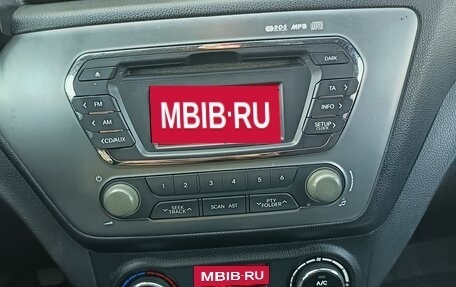 RDS MP3
DARK
FM
AM
CD/AUX
TA
INFO
SETUP
CLOCK
MBIB·RU
1 2 3 4 5 6
SEEK
TRACK
SCAN AST
PTY
FOLDER
MBIB.RU
A/C